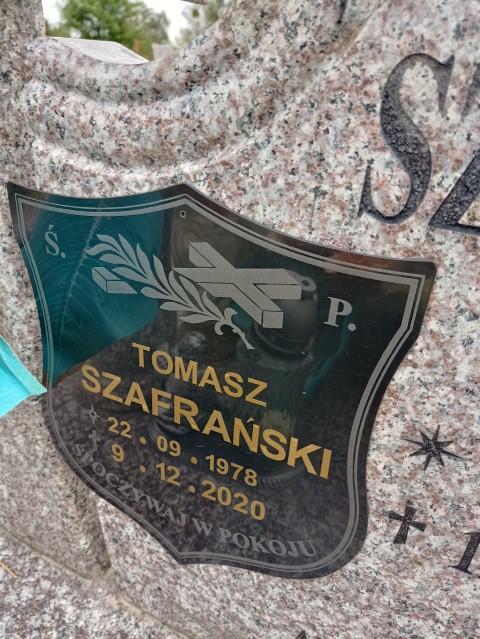 Ś. P.
TOMASZ
SZAFRAŃSKI
22 • 09 • 1978
9 • 12 • 2020
SPOCZYWAJ W POKOJU